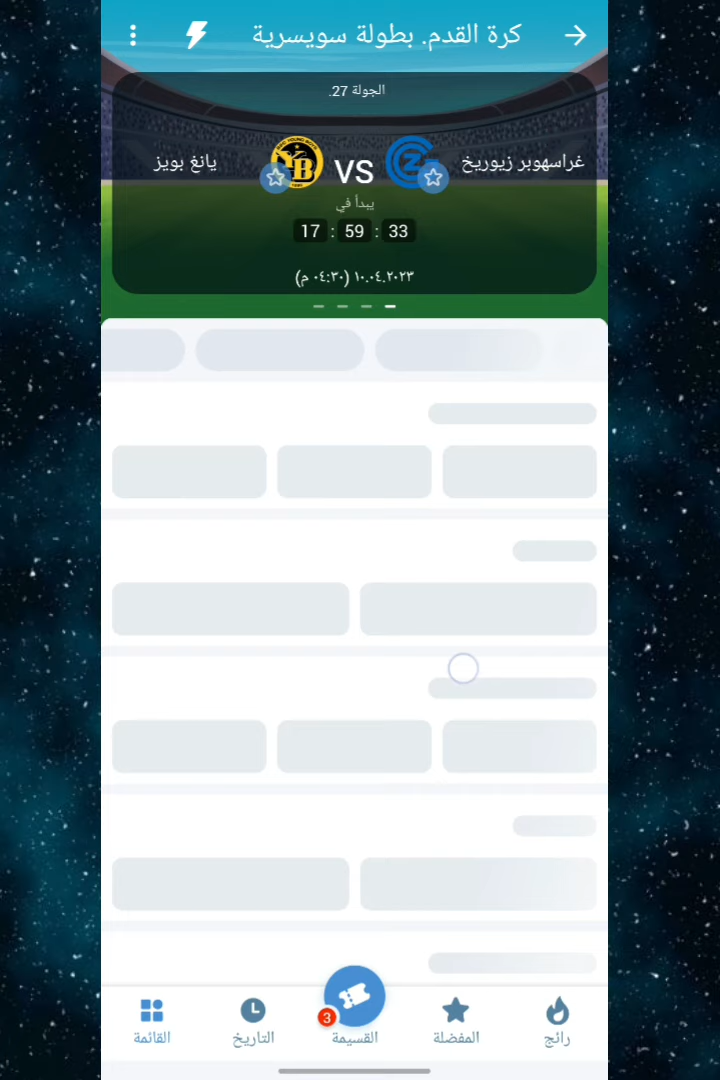 كرة القدم. بطولة سويسرية
الجولة 27.
غراسهوبر زيوريخ VS يانغ بويز
يبدأ في
17 : 59 : 33
١٠.٠٤.٢٠٢٣ (٠٤:٣٠ م)
رائج
المفضلة
القسيمة
3
التاريخ
القائمة